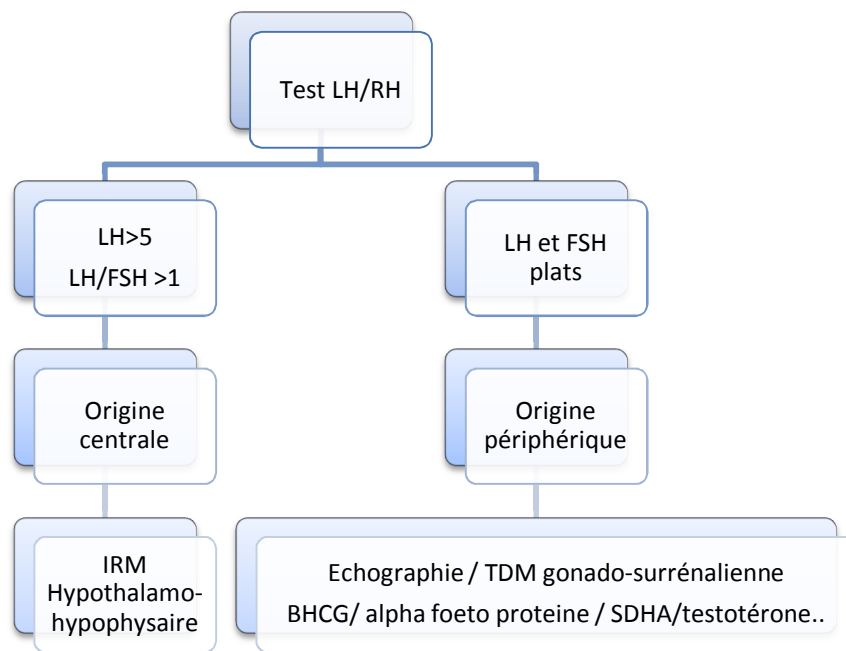 Test LH/RH
LH>5
LH/FSH >1
LH et FSH
plats
Origine
centrale
Origine
périphérique
IRM
Hypothalamo-
hypophysaire
Echographie / TDM gonado-surrénalienne
BHCG/ alpha foeto proteine / SDHA/testotérone..